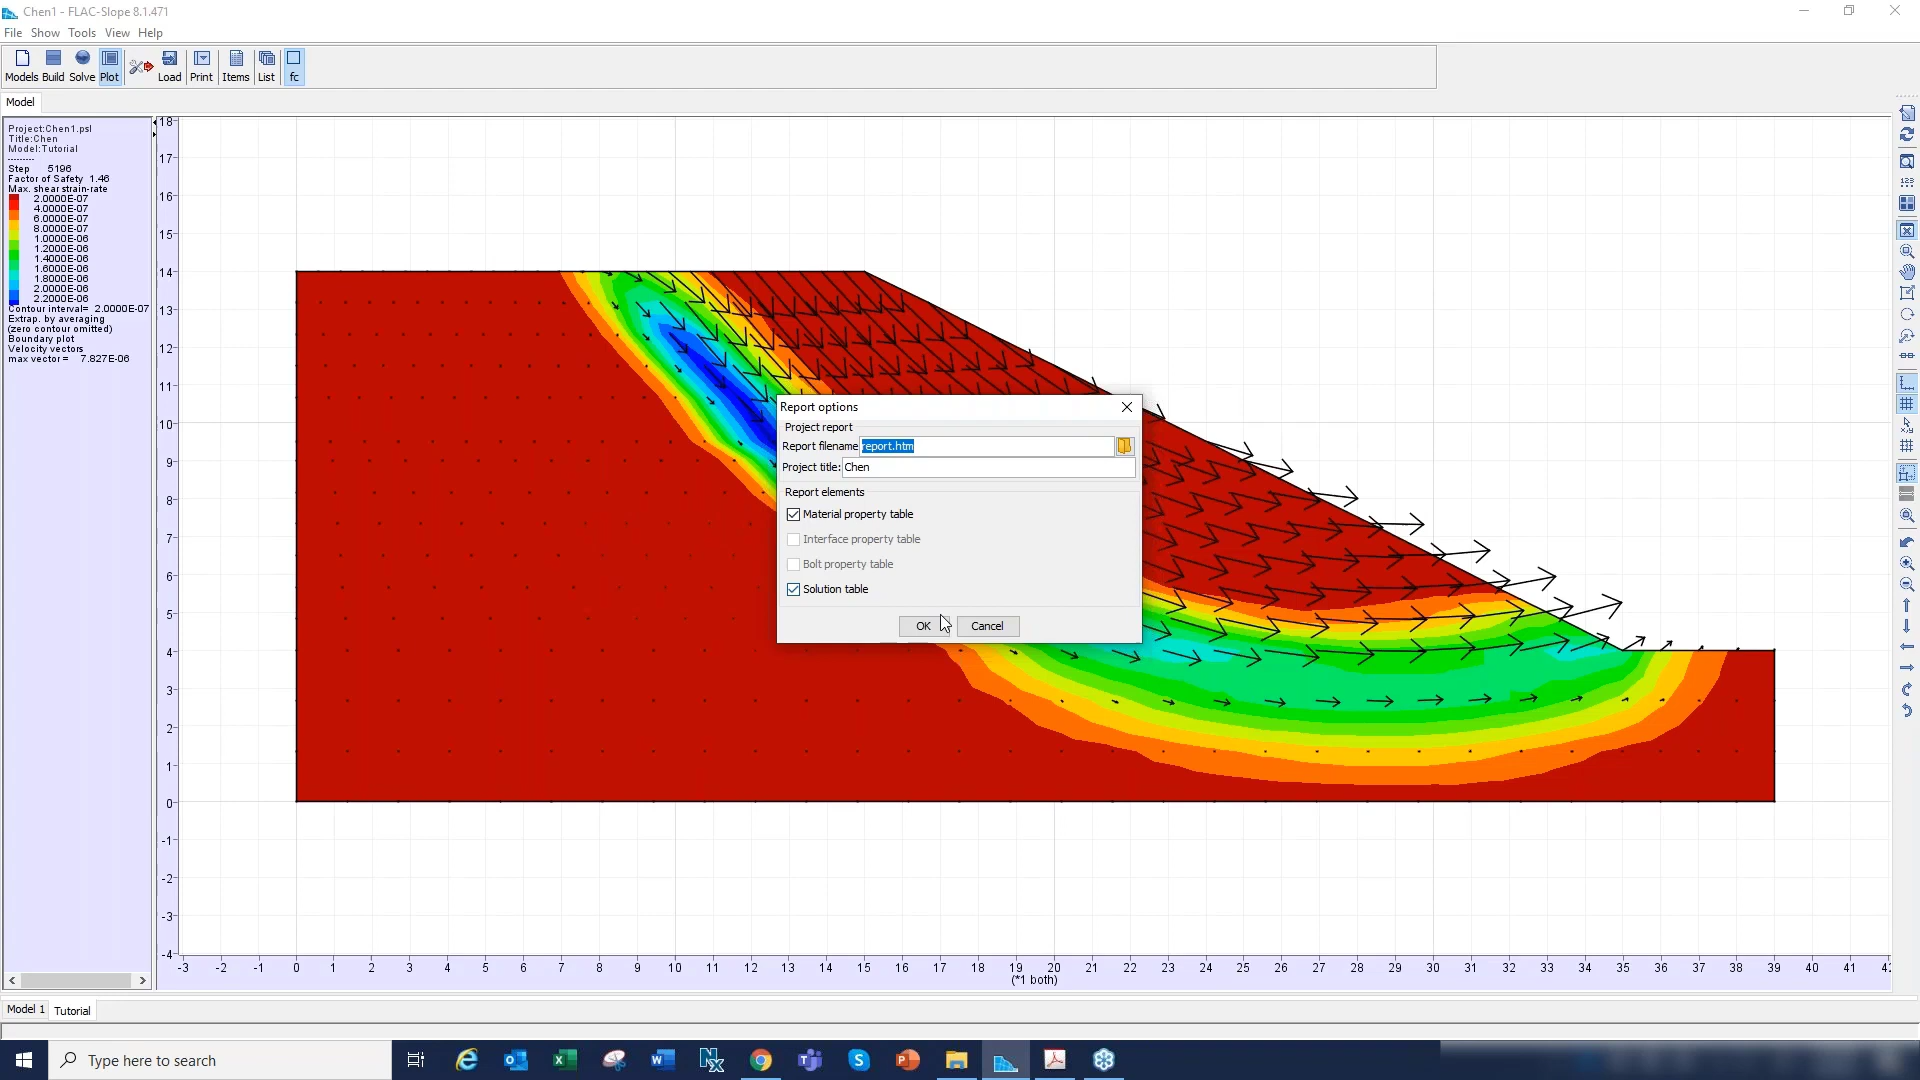 Chen1 - FLAC-Slope 8.1.471
File Show Tools View Help
Models Build Solve Plot Load Print Items List fc
Model
Project:Chen1.psl
Title:Chen
Model:Tutorial
---------
Step 5196
Factor of Safety 1.46
Max. shear strain-rate
2.0000E-07
4.0000E-07
6.0000E-07
8.0000E-07
1.0000E-06
1.2000E-06
1.4000E-06
1.6000E-06
1.8000E-06
2.0000E-06
2.2000E-06
Contour interval= 2.0000E-07
Extrap. by averaging
(zero contour omitted)
Boundary plot
Velocity vectors
max vector = 7.827E-06
18
17
16
15
14
13
12
11
10
9
8
7
6
5
4
3
2
1
0
-1
-2
-3
-4
-3 -2 -1 0 1 2 3 4 5 6 7 8 9 10 11 12 13 14 15 16 17 18 19 20 21 22 23 24 25 26 27 28 29 30 31 32 33 34 35 36 37 38 39 40 41
(*1 both)
Report options
Project report
Report filename report.htm
Project title: Chen
Report elements
Material property table
Interface property table
Bolt property table
Solution table
OK Cancel
123
Model 1 Tutorial
Type here to search